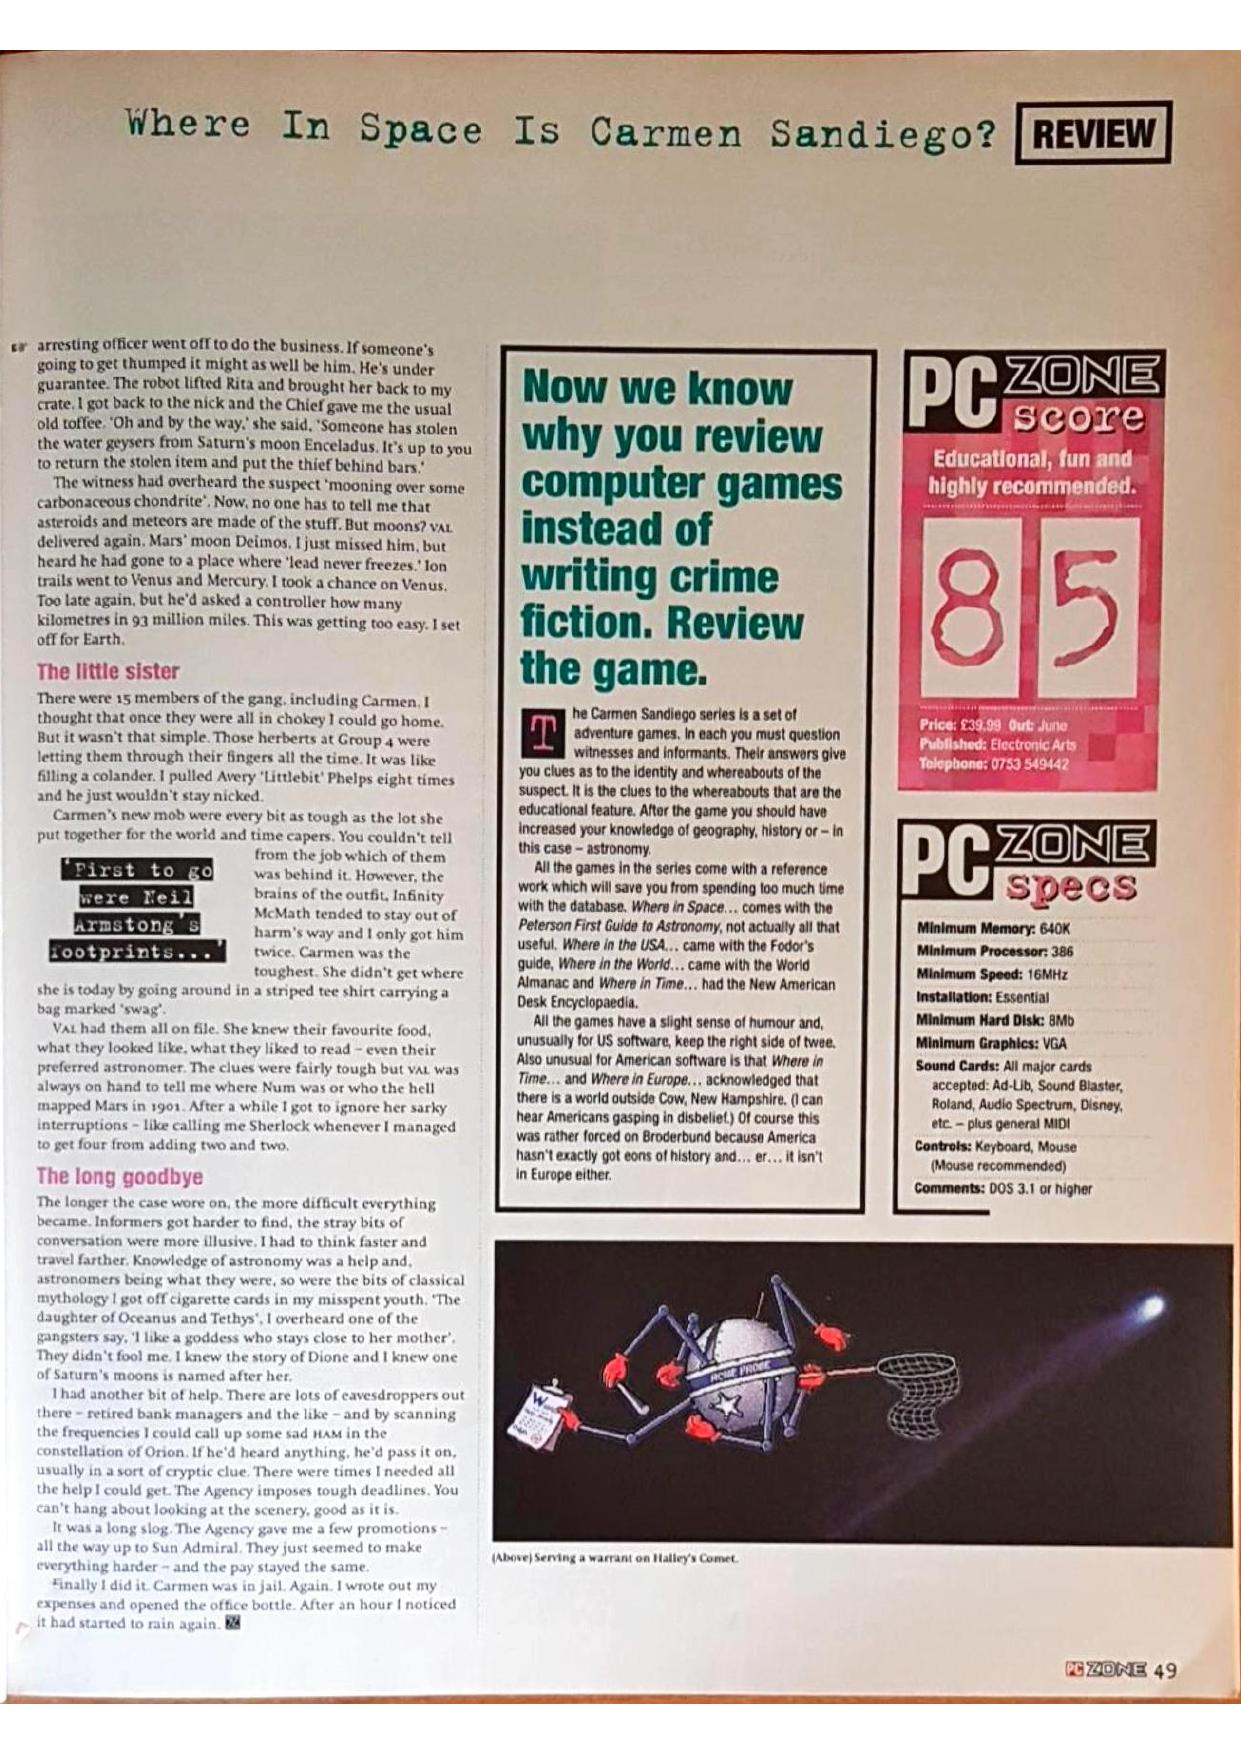 Where In Space Is Carmen Sandiego?
REVIEW
arresting officer went off to do the business. If someone's
going to get thumped it might as well be him. He's under
guarantee. The robot lifted Rita and brought her back to my
crate. I got back to the nick and the Chief gave me the usual
old toffee. 'Oh and by the way,' she said, 'Someone has stolen
the water geysers from Saturn's moon Enceladus. It's up to you
to return the stolen item and put the thief behind bars.'
The witness had overheard the suspect 'mooning over some
carbonaceous chondrite'. Now, no one has to tell me that
asteroids and meteors are made of the stuff. But moons? VAL
delivered again. Mars' moon Deimos. I just missed him, but
heard he had gone to a place where 'lead never freezes.' Ion
trails went to Venus and Mercury. I took a chance on Venus.
Too late again, but he'd asked a controller how many
kilometres in 93 million miles. This was getting too easy. I set
off for Earth.
The little sister
There were 15 members of the gang, including Carmen. I
thought that once they were all in chokey I could go home.
But it wasn't that simple. Those herberts at Group 4 were
letting them through their fingers all the time. It was like
filling a colander. I pulled Avery 'Littlebit' Phelps eight times
and he just wouldn't stay nicked.
Carmen's new mob were every bit as tough as the lot she
put together for the world and time capers. You couldn't tell
from the job which of them
was behind it. However, the
brains of the outfit, Infinity
McMath tended to stay out of
harm's way and I only got him
twice. Carmen was the
toughest. She didn't get where
she is today by going around in a striped tee shirt carrying a
bag marked 'swag'.
'First to go
were Neil
Armstong's
footprints...'
VAL had them all on file. She knew their favourite food,
what they looked like, what they liked to read – even their
preferred astronomer. The clues were fairly tough but VAL was
always on hand to tell me where Num was or who the hell
mapped Mars in 1901. After a while I got to ignore her sarky
interruptions – like calling me Sherlock whenever I managed
to get four from adding two and two.
The long goodbye
The longer the case wore on, the more difficult everything
became. Informers got harder to find, the stray bits of
conversation were more illusive. I had to think faster and
travel farther. Knowledge of astronomy was a help and,
astronomers being what they were, so were the bits of classical
mythology I got off cigarette cards in my misspent youth. 'The
daughter of Oceanus and Tethys', I overheard one of the
gangsters say, 'I like a goddess who stays close to her mother'.
They didn't fool me. I knew the story of Dione and I knew one
of Saturn's moons is named after her.
I had another bit of help. There are lots of eavesdroppers out
there – retired bank managers and the like – and by scanning
the frequencies I could call up some sad HAM in the
constellation of Orion. If he'd heard anything, he'd pass it on,
usually in a sort of cryptic clue. There were times I needed all
the help I could get. The Agency imposes tough deadlines. You
can't hang about looking at the scenery, good as it is.
It was a long slog. The Agency gave me a few promotions –
all the way up to Sun Admiral. They just seemed to make
everything harder – and the pay stayed the same.
Finally I did it. Carmen was in jail. Again. I wrote out my
expenses and opened the office bottle. After an hour I noticed
it had started to rain again.
Now we know
why you review
computer games
instead of
writing crime
fiction. Review
the game.
The Carmen Sandiego series is a set of
adventure games. In each you must question
witnesses and informants. Their answers give
you clues as to the identity and whereabouts of the
suspect. It is the clues to the whereabouts that are the
educational feature. After the game you should have
increased your knowledge of geography, history or – in
this case – astronomy.
All the games in the series come with a reference
work which will save you from spending too much time
with the database. Where in Space... comes with the
Peterson First Guide to Astronomy, not actually all that
useful. Where in the USA... came with the Fodor's
guide, Where in the World... came with the World
Almanac and Where in Time... had the New American
Desk Encyclopaedia.
All the games have a slight sense of humour and,
unusually for US software, keep the right side of twee.
Also unusual for American software is that Where in
Time... and Where in Europe... acknowledged that
there is a world outside Cow, New Hampshire. (I can
hear Americans gasping in disbelief.) Of course this
was rather forced on Broderbund because America
hasn't exactly got eons of history and... er... it isn't
in Europe either.
PC ZONE
score
Educational, fun and
highly recommended.
85
Price: £39.99 Out: June
Published: Electronic Arts
Telephone: 0753 549442
PC ZONE
specs
Minimum Memory: 640K
Minimum Processor: 386
Minimum Speed: 16MHz
Installation: Essential
Minimum Hard Disk: 8Mb
Minimum Graphics: VGA
Sound Cards: All major cards
accepted: Ad-Lib, Sound Blaster,
Roland, Audio Spectrum, Disney,
etc. – plus general MIDI
Controls: Keyboard, Mouse
(Mouse recommended)
Comments: DOS 3.1 or higher
ACME PROBE
(Above) Serving a warrant on Halley's Comet.
PC ZONE 49